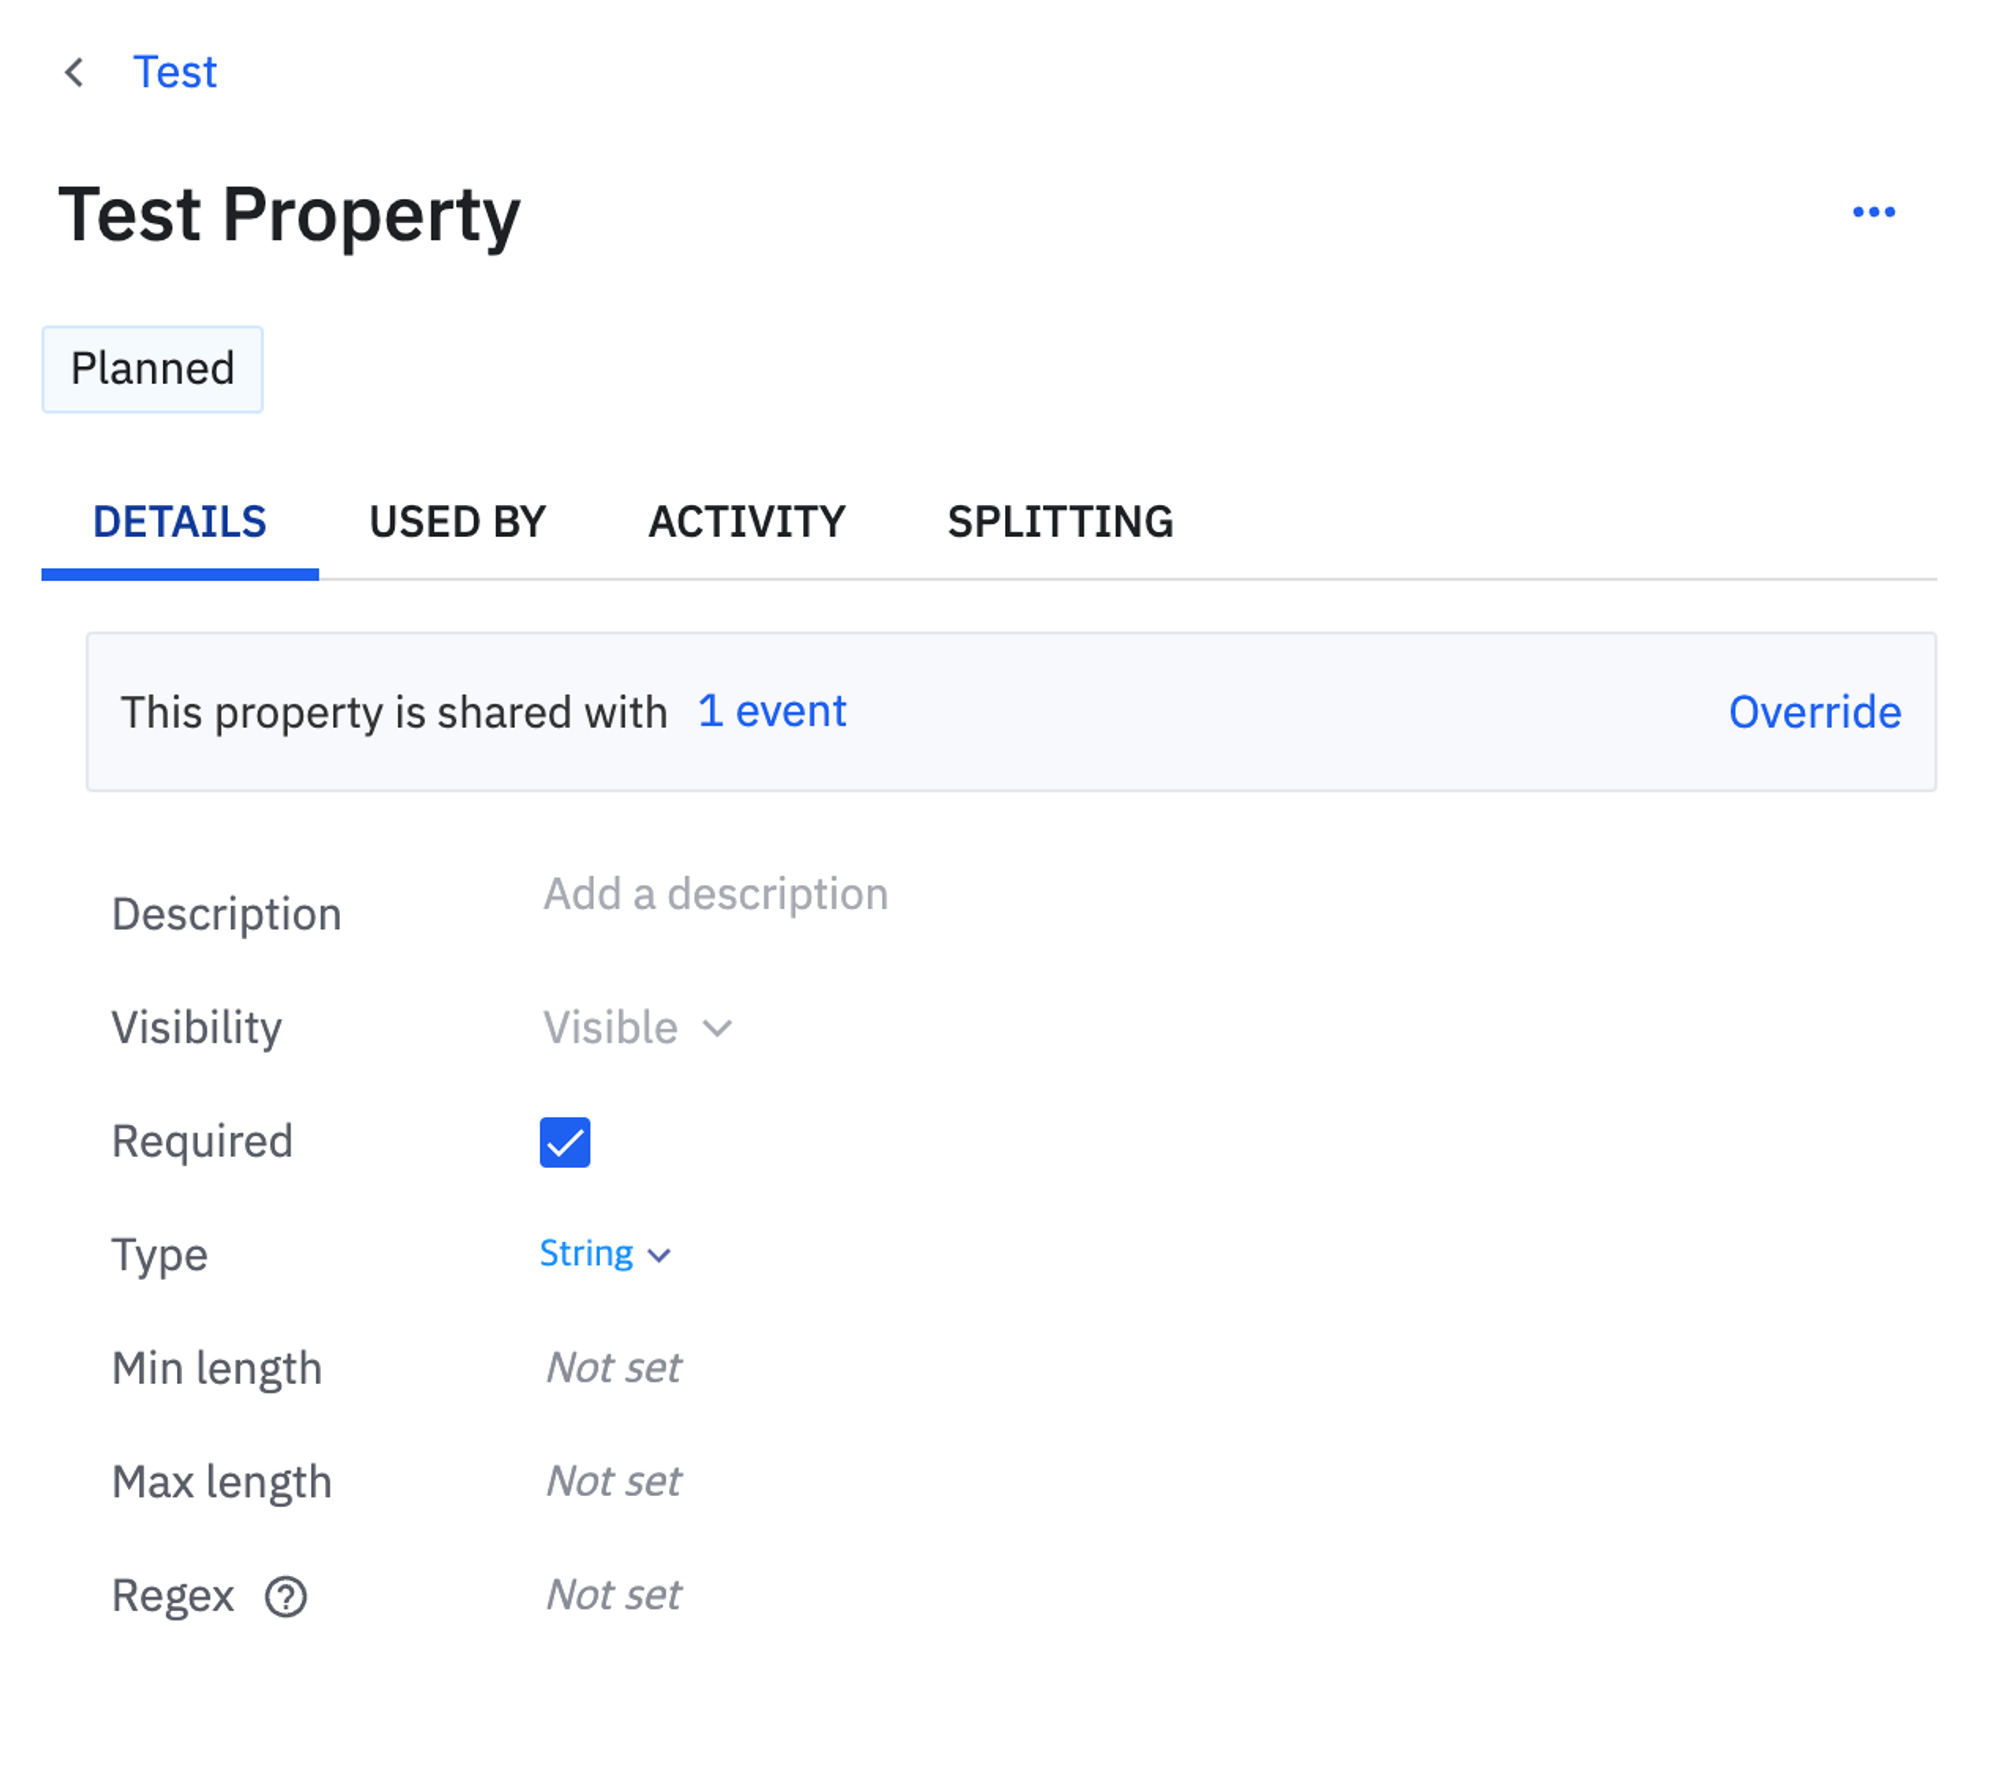 Test
Test Property
Planned
DETAILS USED BY ACTIVITY SPLITTING
This property is shared with 1 event Override
Description Add a description
Visibility Visible
Required
Type String
Min length Not set
Max length Not set
Regex ? Not set